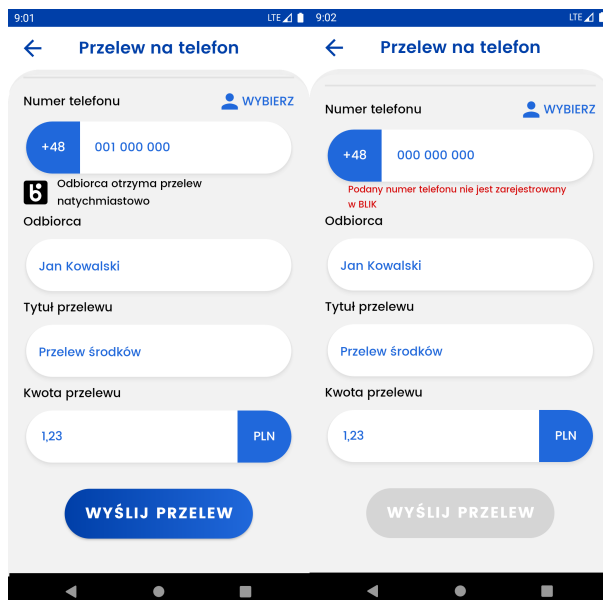 9:01
LTE
Przelew na telefon
Numer telefonu
WYBIERZ
+48
001 000 000
Odbiorca otrzyma przelew
natychmiastowo
Odbiorca
Jan Kowalski
Tytuł przelewu
Przelew środków
Kwota przelewu
1,23
PLN
WYŚLIJ PRZELEW
9:02
LTE
Przelew na telefon
Numer telefonu
WYBIERZ
+48
000 000 000
Podany numer telefonu nie jest zarejestrowany
w BLIK
Odbiorca
Jan Kowalski
Tytuł przelewu
Przelew środków
Kwota przelewu
1,23
PLN
WYŚLIJ PRZELEW